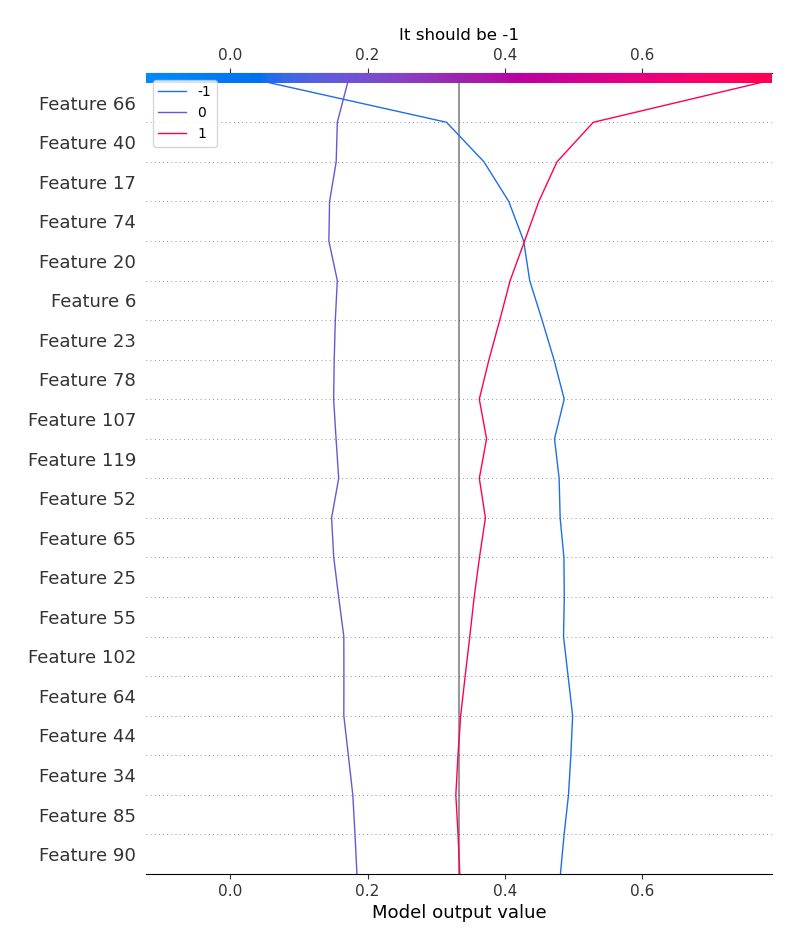 It should be -1
0.0 0.2 0.4 0.6
-1
0
1
Feature 66
Feature 40
Feature 17
Feature 74
Feature 20
Feature 6
Feature 23
Feature 78
Feature 107
Feature 119
Feature 52
Feature 65
Feature 25
Feature 55
Feature 102
Feature 64
Feature 44
Feature 34
Feature 85
Feature 90
0.0 0.2 0.4 0.6
Model output value